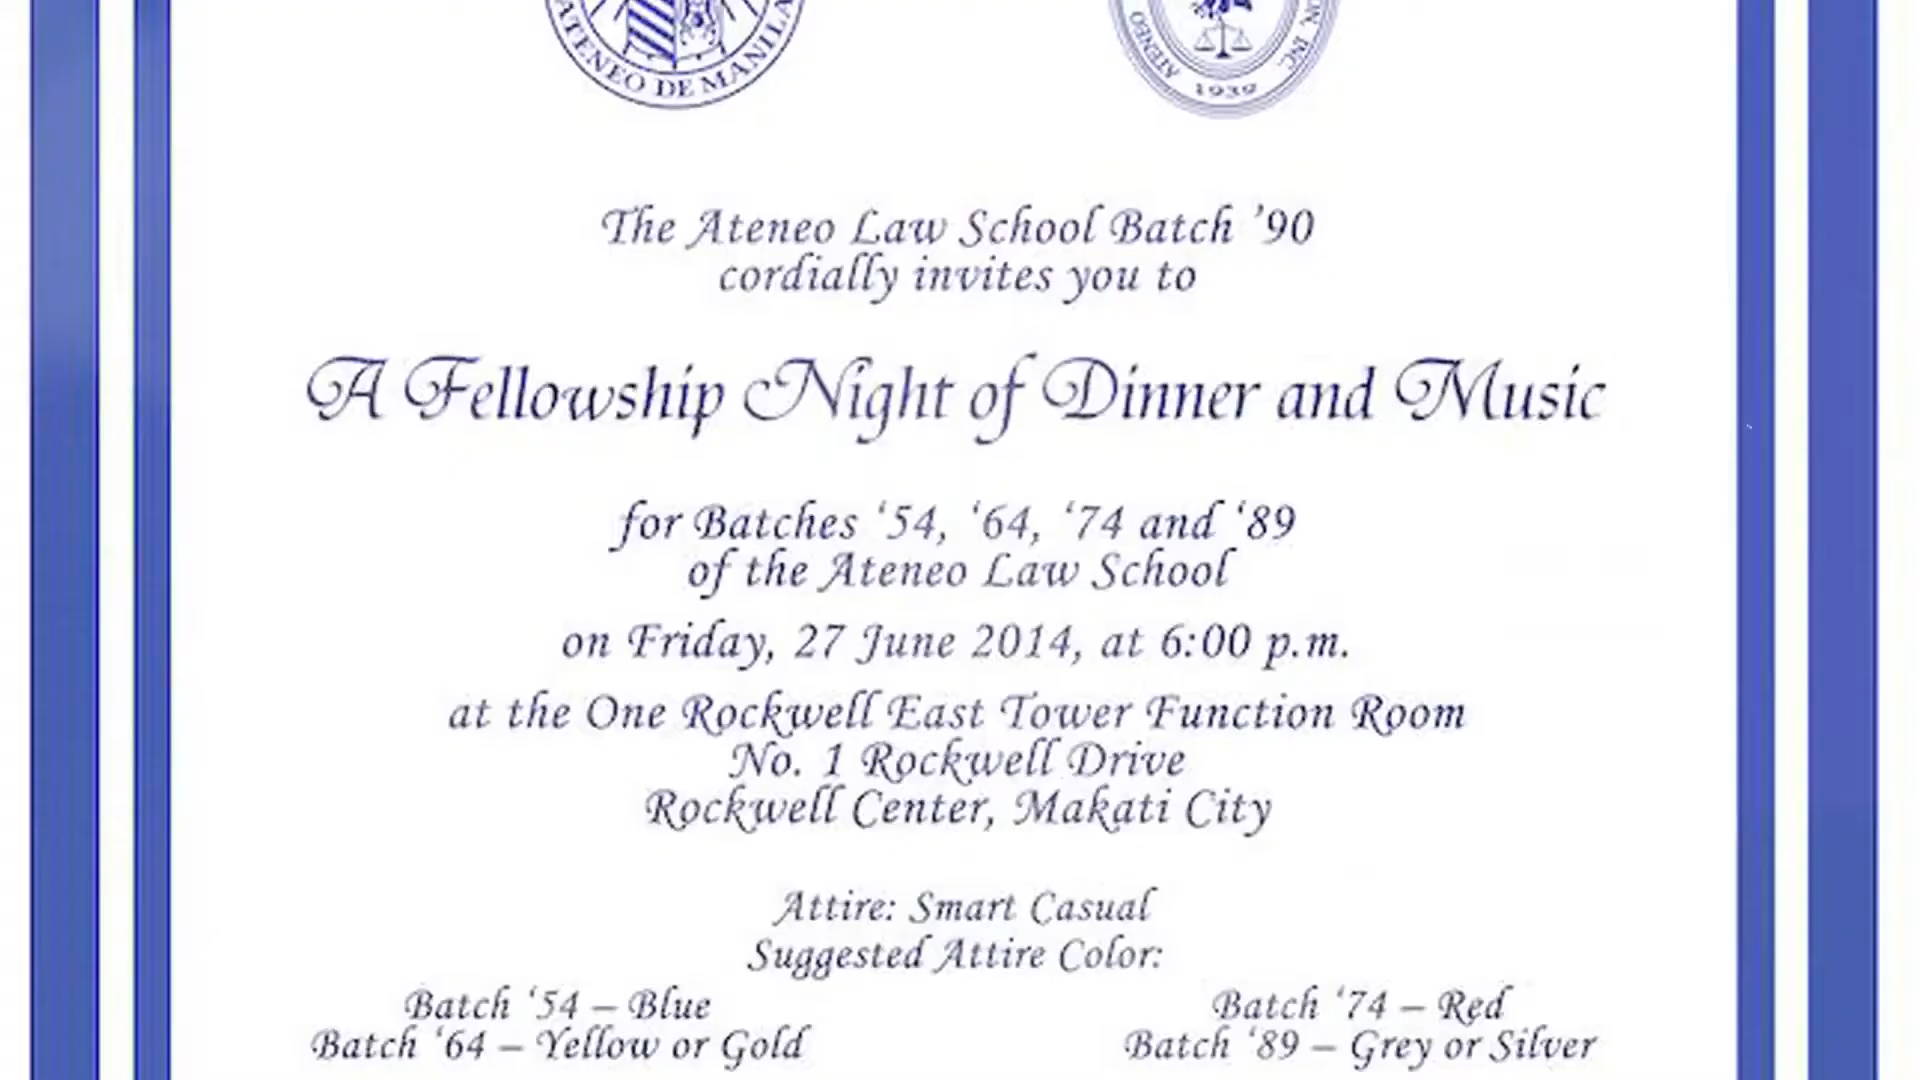 ATENEO DE MANILA
ATENEO
ON, INC.
1939
The Ateneo Law School Batch ’90
cordially invites you to
A Fellowship Night of Dinner and Music
for Batches ‘54, ‘64, ‘74 and ‘89
of the Ateneo Law School
on Friday, 27 June 2014, at 6:00 p.m.
at the One Rockwell East Tower Function Room
No. 1 Rockwell Drive
Rockwell Center, Makati City
Attire: Smart Casual
Suggested Attire Color:
Batch ‘54 – Blue
Batch ‘64 – Yellow or Gold
Batch ‘74 – Red
Batch ‘89 – Grey or Silver